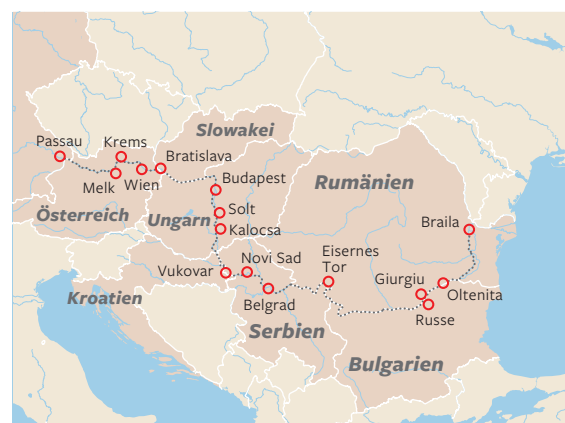 Slowakei
Passau
Krems
Bratislava
Melk
Wien
Budapest
Rumänien
Österreich
Ungarn
Solt
Kalocsa
Braila
Vukovar
Novi Sad
Eisernes
Tor
Giurgiu
Oltenita
Kroatien
Belgrad
Russe
Serbien
Bulgarien